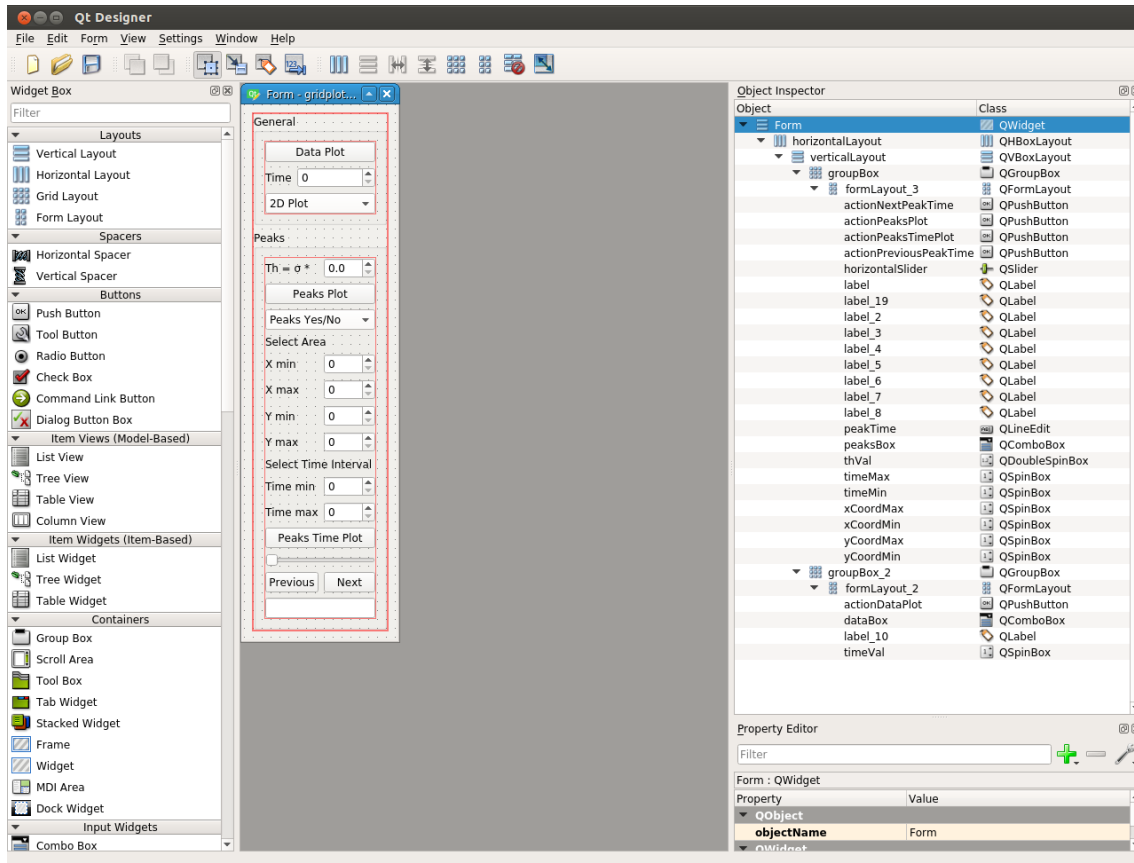 Qt Designer
File Edit Form View Settings Window Help
Widget Box
Filter
Layouts
Vertical Layout
Horizontal Layout
Grid Layout
Form Layout
Spacers
Horizontal Spacer
Vertical Spacer
Buttons
Push Button
Tool Button
Radio Button
Check Box
Command Link Button
Dialog Button Box
Item Views (Model-Based)
List View
Tree View
Table View
Column View
Item Widgets (Item-Based)
List Widget
Tree Widget
Table Widget
Containers
Group Box
Scroll Area
Tool Box
Tab Widget
Stacked Widget
Frame
Widget
MDI Area
Dock Widget
Input Widgets
Combo Box
Form - gridplot...
General
Data Plot
Time 0
2D Plot
Peaks
Th = σ * 0.0
Peaks Plot
Peaks Yes/No
Select Area
X min 0
X max 0
Y min 0
Y max 0
Select Time Interval
Time min 0
Time max 0
Peaks Time Plot
Previous Next
Object Inspector
Object Class
Form QWidget
horizontalLayout QHBoxLayout
verticalLayout QVBoxLayout
groupBox QGroupBox
formLayout_3 QFormLayout
actionNextPeakTime QPushButton
actionPeaksPlot QPushButton
actionPeaksTimePlot QPushButton
actionPreviousPeakTime QPushButton
horizontalSlider QSlider
label QLabel
label_19 QLabel
label_2 QLabel
label_3 QLabel
label_4 QLabel
label_5 QLabel
label_6 QLabel
label_7 QLabel
label_8 QLabel
peakTime QLineEdit
peaksBox QComboBox
thVal QDoubleSpinBox
timeMax QSpinBox
timeMin QSpinBox
xCoordMax QSpinBox
xCoordMin QSpinBox
yCoordMax QSpinBox
yCoordMin QSpinBox
groupBox_2 QGroupBox
formLayout_2 QFormLayout
actionDataPlot QPushButton
dataBox QComboBox
label_10 QLabel
timeVal QSpinBox
Property Editor
Filter
Form : QWidget
Property Value
QObject
objectName Form
QWidget